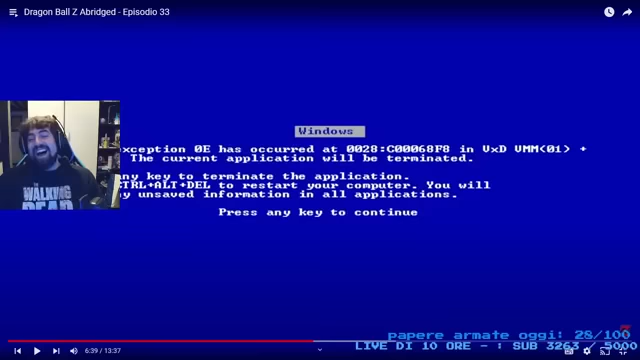 Dragon Ball Z Abridged - Episodio 33
Windows
xception 0E has occurred at 0028:C00068F8 in VxD VMM(01) +
The current application will be terminated.
ny key to terminate the application.
CTRL+ALT+DEL to restart your computer. You will
y unsaved information in all applications.
Press any key to continue
THE
WALKING
DEAD
papere armate oggi: 28/100
LIVE DI 10 ORE - : SUB 3263 / 5000
6:39 / 13:37